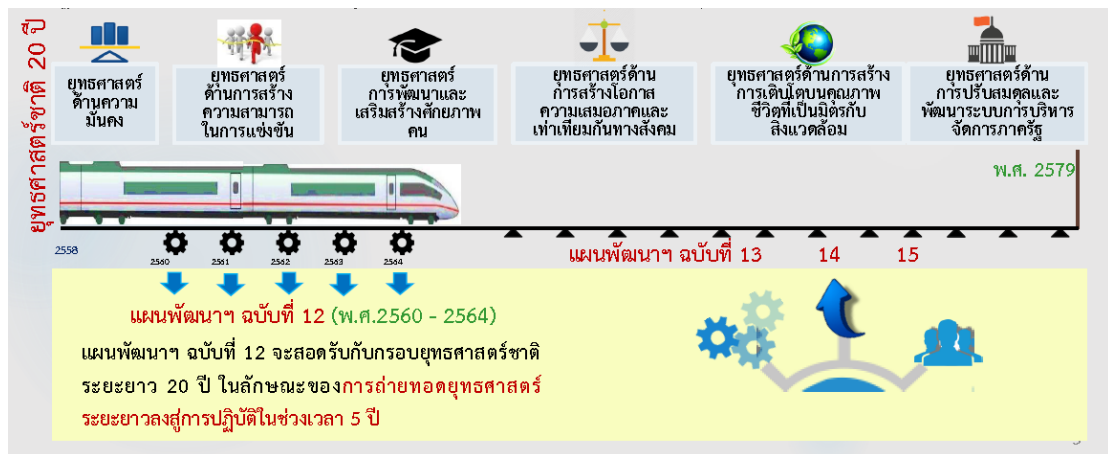 ยุทธศาสตร์ชาติ 20 ปี
ยุทธศาสตร์
ด้านความ
มั่นคง
ยุทธศาสตร์
ด้านการสร้าง
ความสามารถ
ในการแข่งขัน
ยุทธศาสตร์
การพัฒนาและ
เสริมสร้างศักยภาพ
คน
ยุทธศาสตร์ด้าน
การสร้างโอกาส
ความเสมอภาคและ
เท่าเทียมกันทางสังคม
ยุทธศาสตร์ด้านการสร้าง
การเติบโตบนคุณภาพ
ชีวิตที่เป็นมิตรกับ
สิ่งแวดล้อม
ยุทธศาสตร์ด้าน
การปรับสมดุลและ
พัฒนาระบบการบริหาร
จัดการภาครัฐ
พ.ศ. 2579
2558
2560 2561 2562 2563 2564
แผนพัฒนาฯ ฉบับที่ 13 14 15
แผนพัฒนาฯ ฉบับที่ 12 (พ.ศ.2560 - 2564)
แผนพัฒนาฯ ฉบับที่ 12 จะสอดรับกับกรอบยุทธศาสตร์ชาติ
ระยะยาว 20 ปี ในลักษณะของการถ่ายทอดยุทธศาสตร์
ระยะยาวลงสู่การปฏิบัติในช่วงเวลา 5 ปี